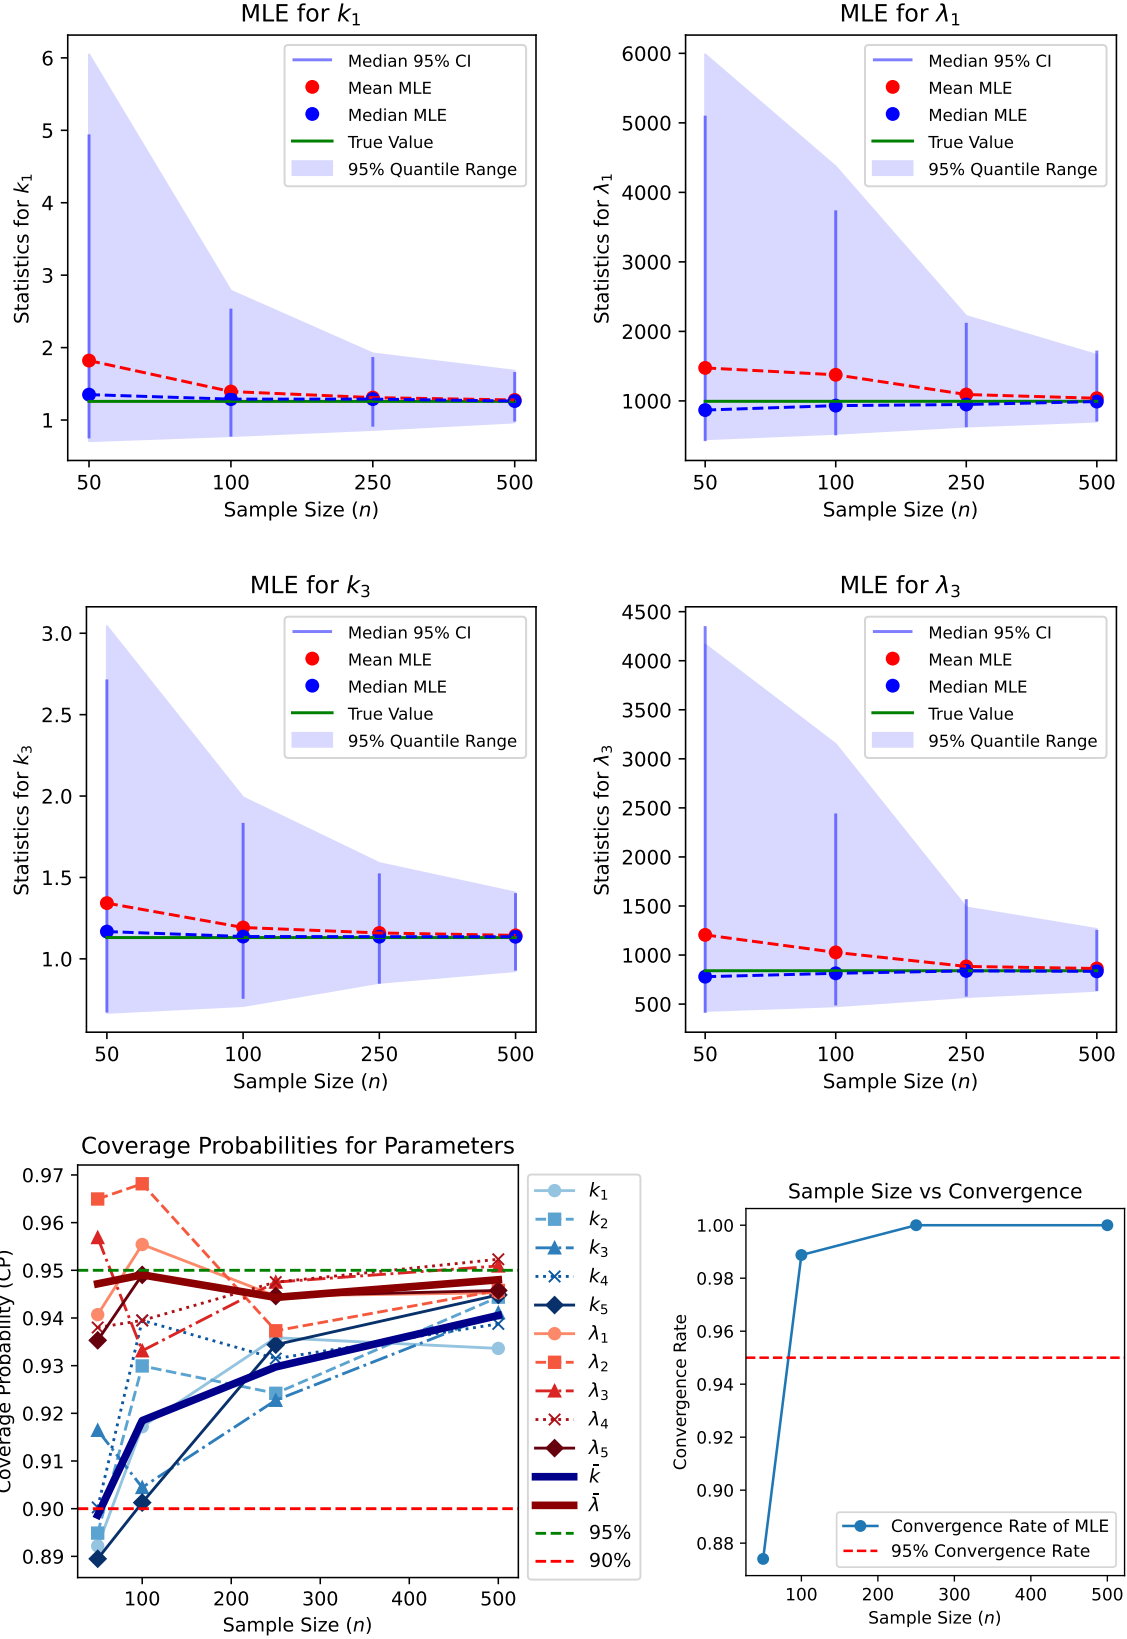 MLE for k1
MLE for λ1
Statistics for k1
6
5
4
3
2
1
Median 95% CI
Mean MLE
Median MLE
True Value
95% Quantile Range
50 100 250 500
Sample Size (n)
Statistics for λ1
6000
5000
4000
3000
2000
1000
Median 95% CI
Mean MLE
Median MLE
True Value
95% Quantile Range
50 100 250 500
Sample Size (n)
MLE for k3
MLE for λ3
Statistics for k3
3.0
2.5
2.0
1.5
1.0
Median 95% CI
Mean MLE
Median MLE
True Value
95% Quantile Range
50 100 250 500
Sample Size (n)
Statistics for λ3
4500
4000
3500
3000
2500
2000
1500
1000
500
Median 95% CI
Mean MLE
Median MLE
True Value
95% Quantile Range
50 100 250 500
Sample Size (n)
Coverage Probabilities for Parameters
Coverage Probability (CP)
0.97
0.96
0.95
0.94
0.93
0.92
0.91
0.90
0.89
100 200 300 400 500
Sample Size (n)
k1
k2
k3
k4
k5
λ1
λ2
λ3
λ4
λ5
k̄
λ̄
95%
90%
Sample Size vs Convergence
Convergence Rate
1.00
0.98
0.96
0.94
0.92
0.90
0.88
Convergence Rate of MLE
95% Convergence Rate
100 200 300 400 500
Sample Size (n)